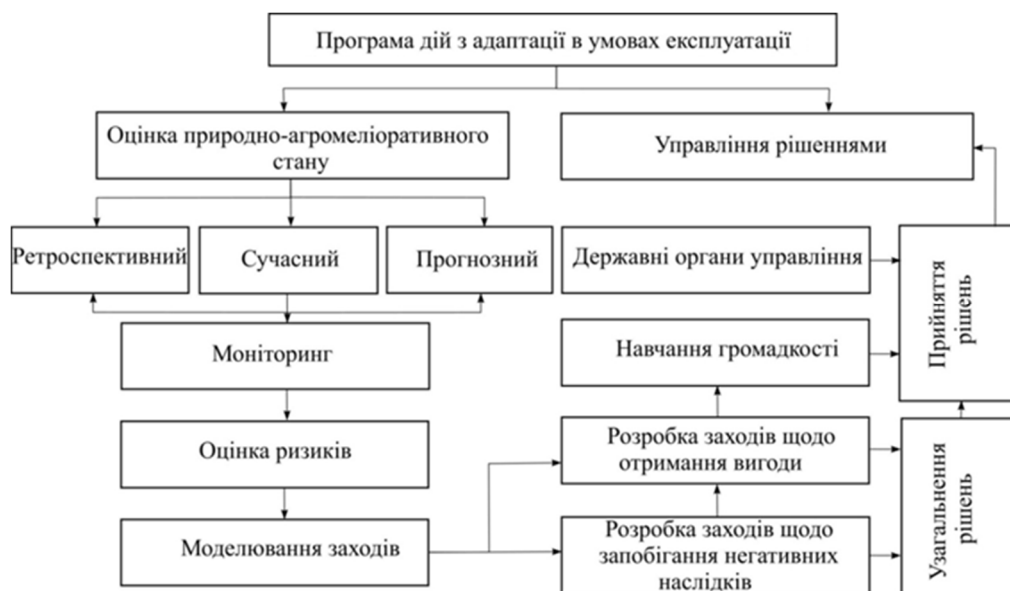 Програма дій з адаптації в умовах експлуатації
Оцінка природно-агромеліоративного
стану
Управління рішеннями
Ретроспективний
Сучасний
Прогнозний
Державні органи управління
Прийняття
рішень
Моніторинг
Навчання громадкості
Оцінка ризиків
Розробка заходів щодо
отримання вигоди
Узагальнення
рішень
Моделювання заходів
Розробка заходів щодо
запобігання негативних
наслідків